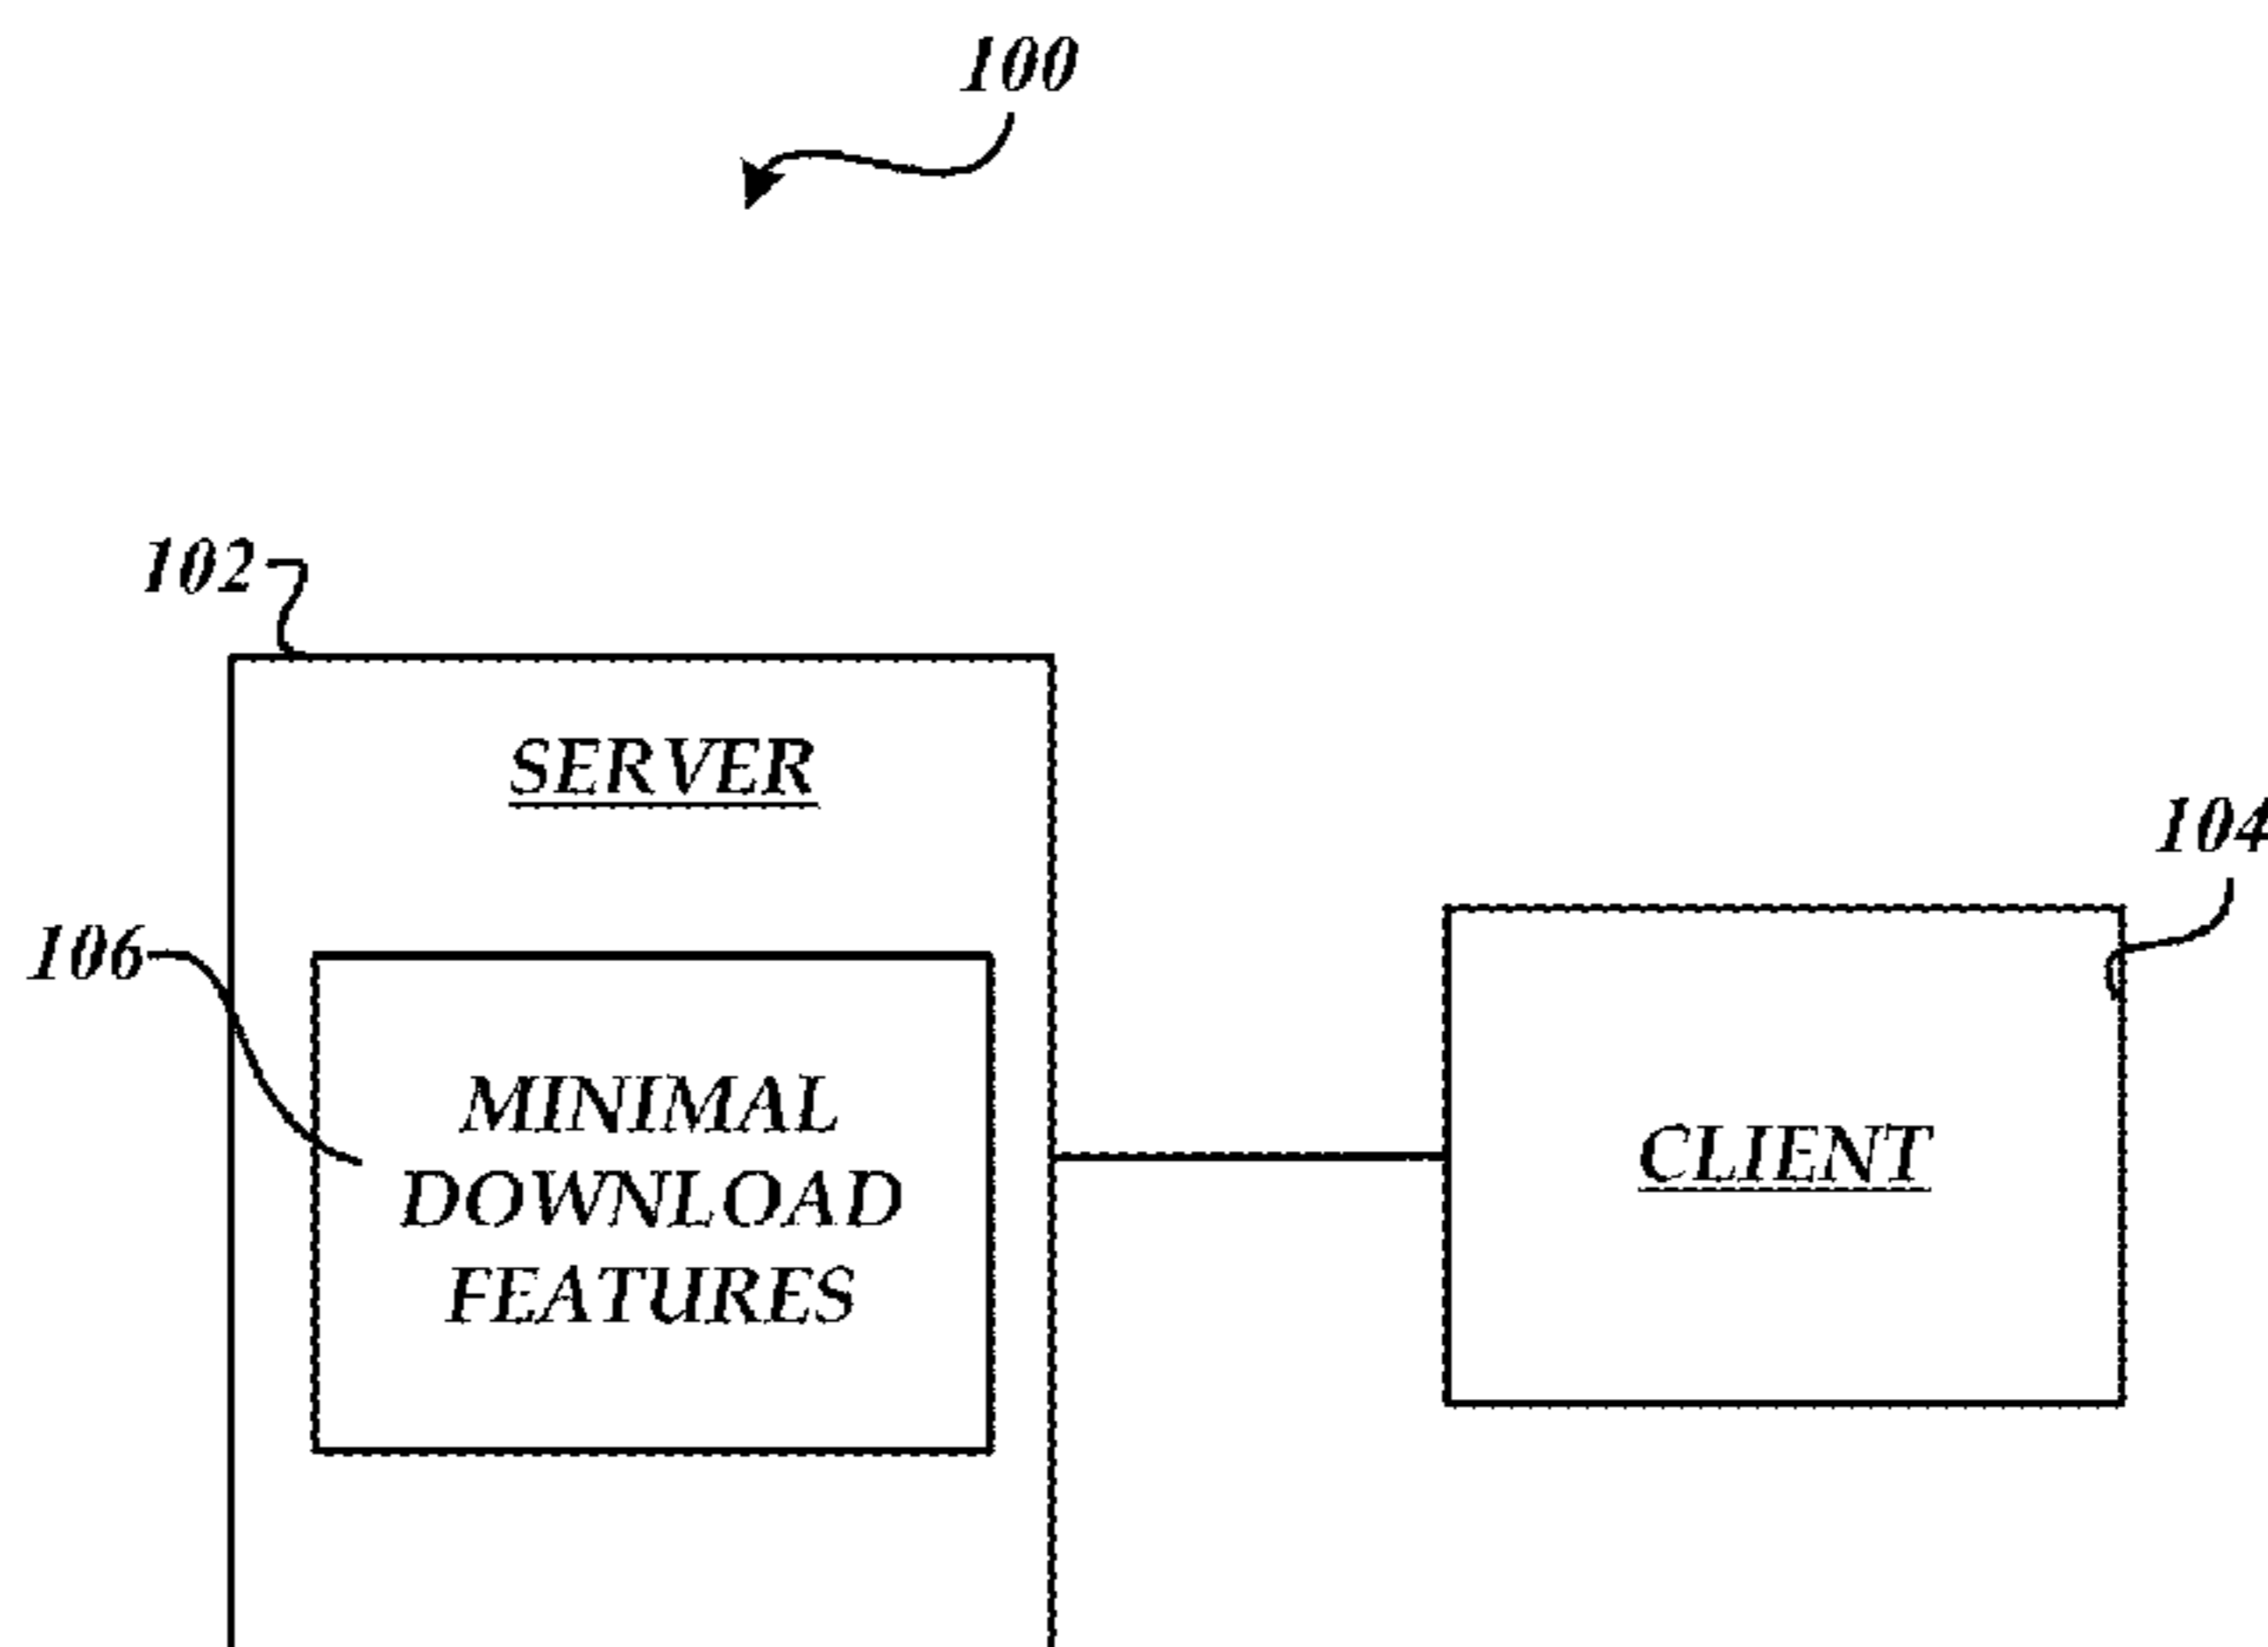 100
102
SERVER
104
106
MINIMAL
DOWNLOAD
FEATURES
CLIENT